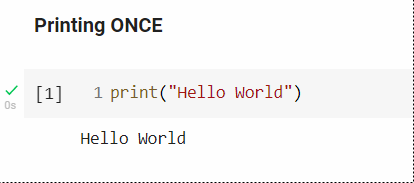 Printing ONCE
[1] 1 print("Hello World")
0s
Hello World